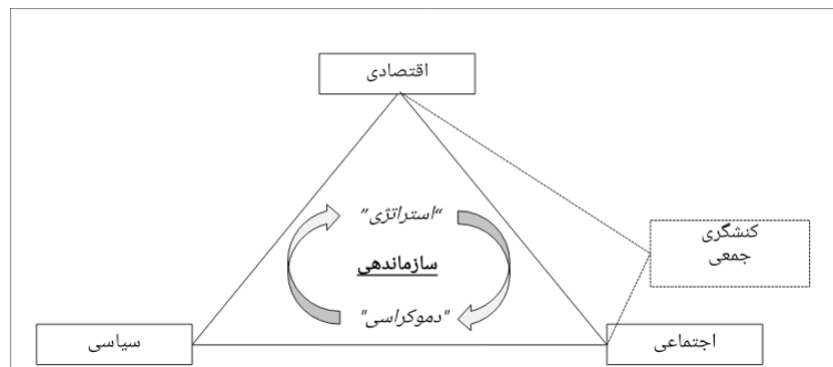 اقتصادی
"استراتژی"
کنشگری
جمعی
سازماندهی
"دموکراسی"
سیاسی
اجتماعی